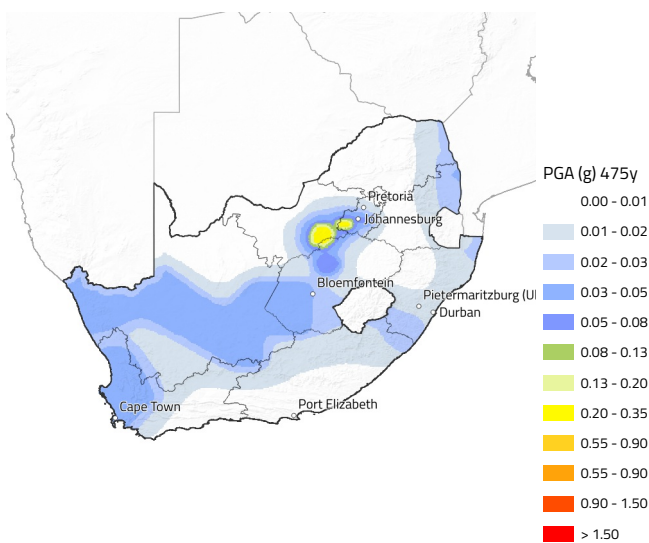 PGA (g) 475y
Pretoria
0.00 - 0.01
Johannesburg
0.01 - 0.02
0.02 - 0.03
Bloemfontein
0.03 - 0.05
Pietermaritzburg (UI
Durban
0.05 - 0.08
0.08 - 0.13
0.13 - 0.20
Cape Town
Port Elizabeth
0.20 - 0.35
0.55 - 0.90
0.55 - 0.90
0.90 - 1.50
> 1.50